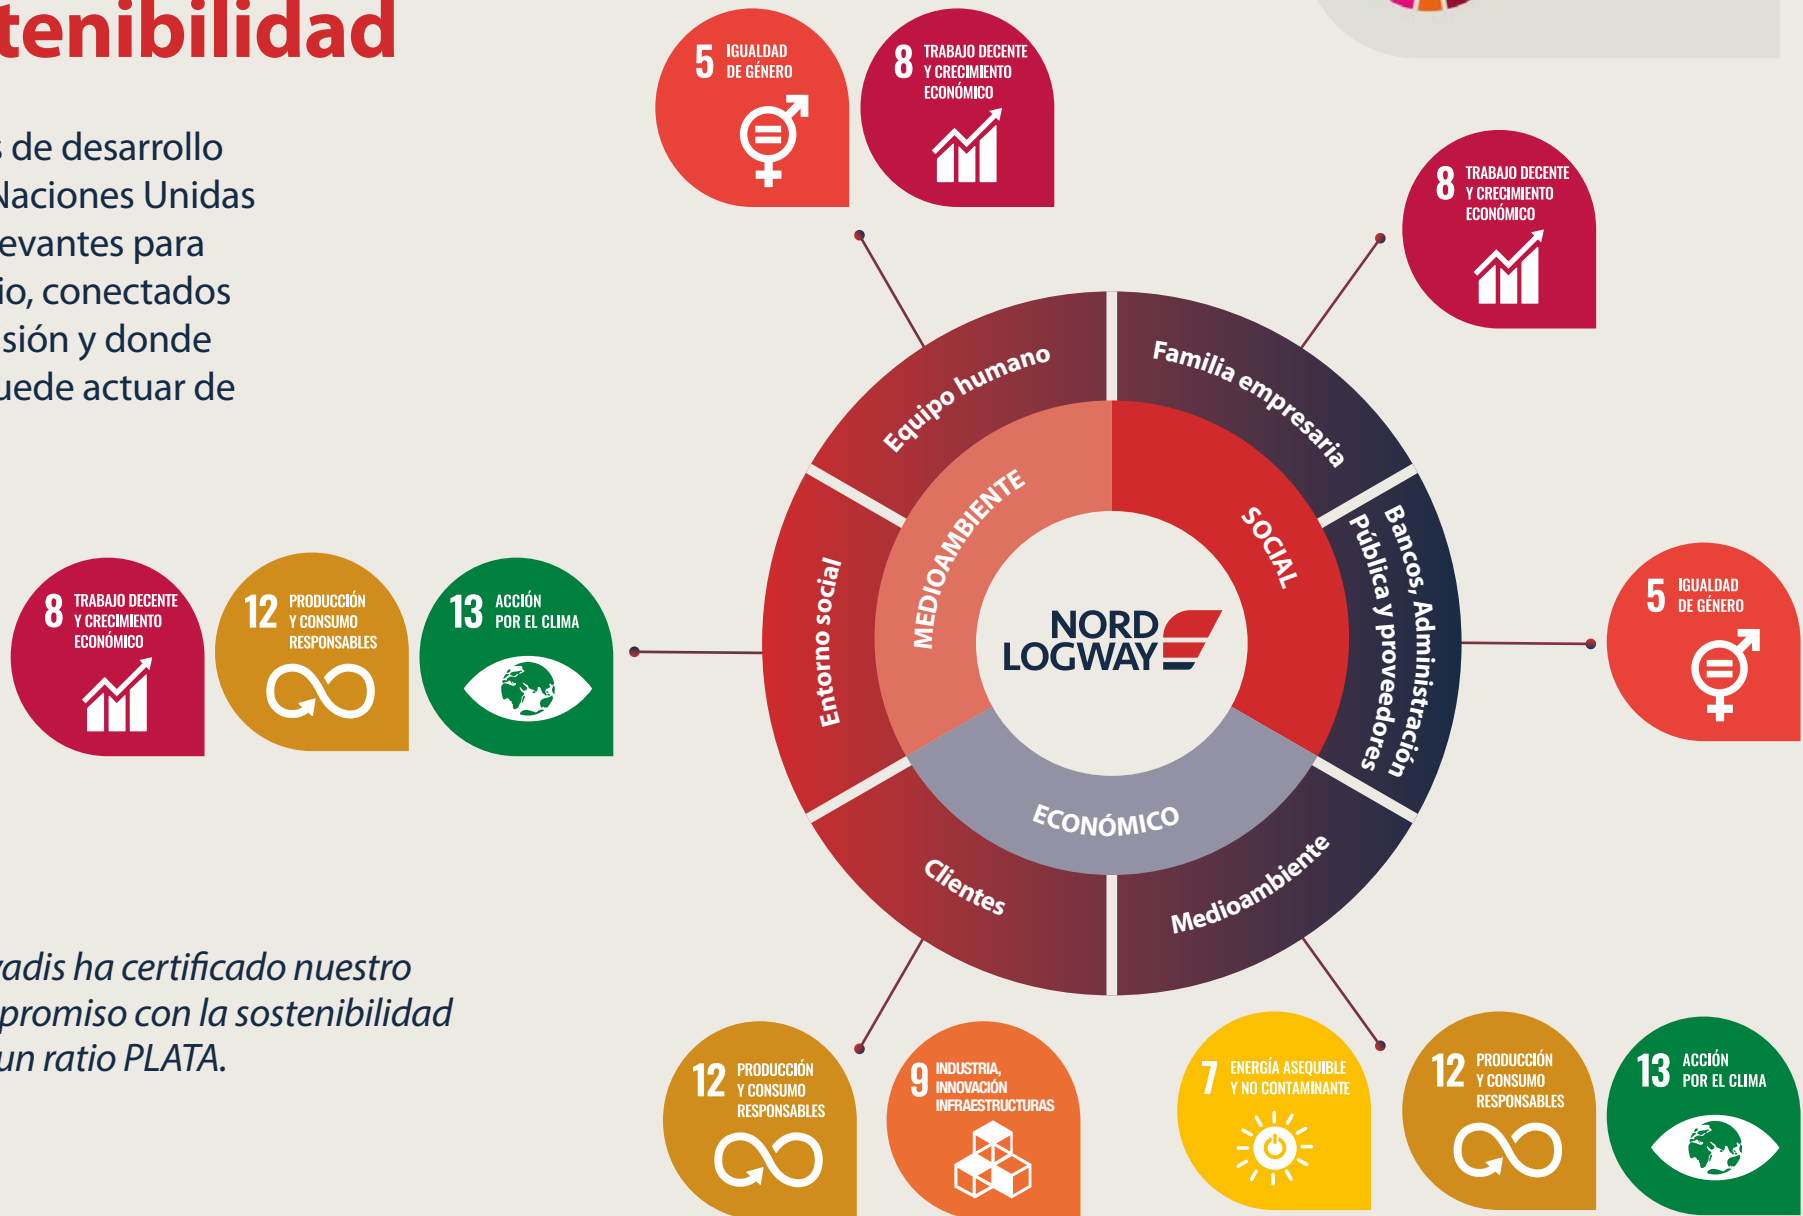 tenibilidad
s de desarrollo
Naciones Unidas
evantes para
io, conectados
sión y donde
uede actuar de
5 IGUALDAD
DE GÉNERO
8 TRABAJO DECENTE
Y CRECIMIENTO
ECONÓMICO
8 TRABAJO DECENTE
Y CRECIMIENTO
ECONÓMICO
Equipo humano
Familia empresaria
MEDIOAMBIENTE
SOCIAL
Entorno social
Bancos, Administración
Pública y proveedores
NORD
LOGWAY
ECONÓMICO
Clientes
Medioambiente
8 TRABAJO DECENTE
Y CRECIMIENTO
ECONÓMICO
12 PRODUCCIÓN
Y CONSUMO
RESPONSABLES
13 ACCIÓN
POR EL CLIMA
5 IGUALDAD
DE GÉNERO
vadis ha certificado nuestro
promiso con la sostenibilidad
un ratio PLATA.
12 PRODUCCIÓN
Y CONSUMO
RESPONSABLES
9 INDUSTRIA,
INNOVACIÓN
INFRAESTRUCTURAS
7 ENERGÍA ASEQUIBLE
Y NO CONTAMINANTE
12 PRODUCCIÓN
Y CONSUMO
RESPONSABLES
13 ACCIÓN
POR EL CLIMA